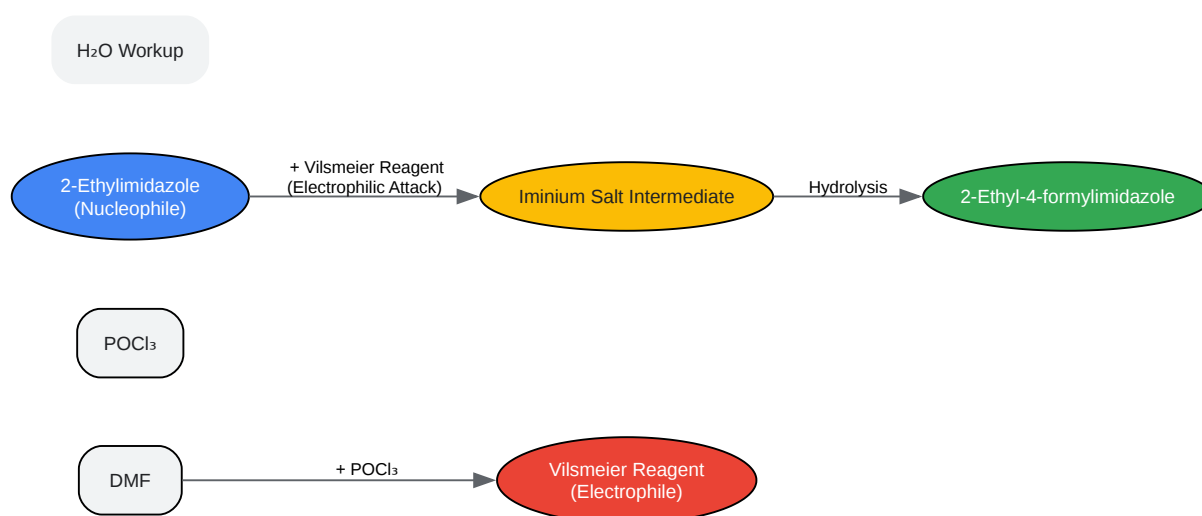 H₂O Workup
2-Ethylimidazole
(Nucleophile)
+ Vilsmeier Reagent
(Electrophilic Attack)
Iminium Salt Intermediate
Hydrolysis
2-Ethyl-4-formylimidazole
POCl₃
DMF
+ POCl₃
Vilsmeier Reagent
(Electrophile)